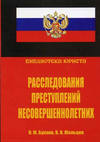 БИБЛИОТЕКА ЮРИСТА
РАССЛЕДОВАНИЯ
ПРЕСТУПЛЕНИЙ
НЕСОВЕРШЕННОЛЕТНИХ